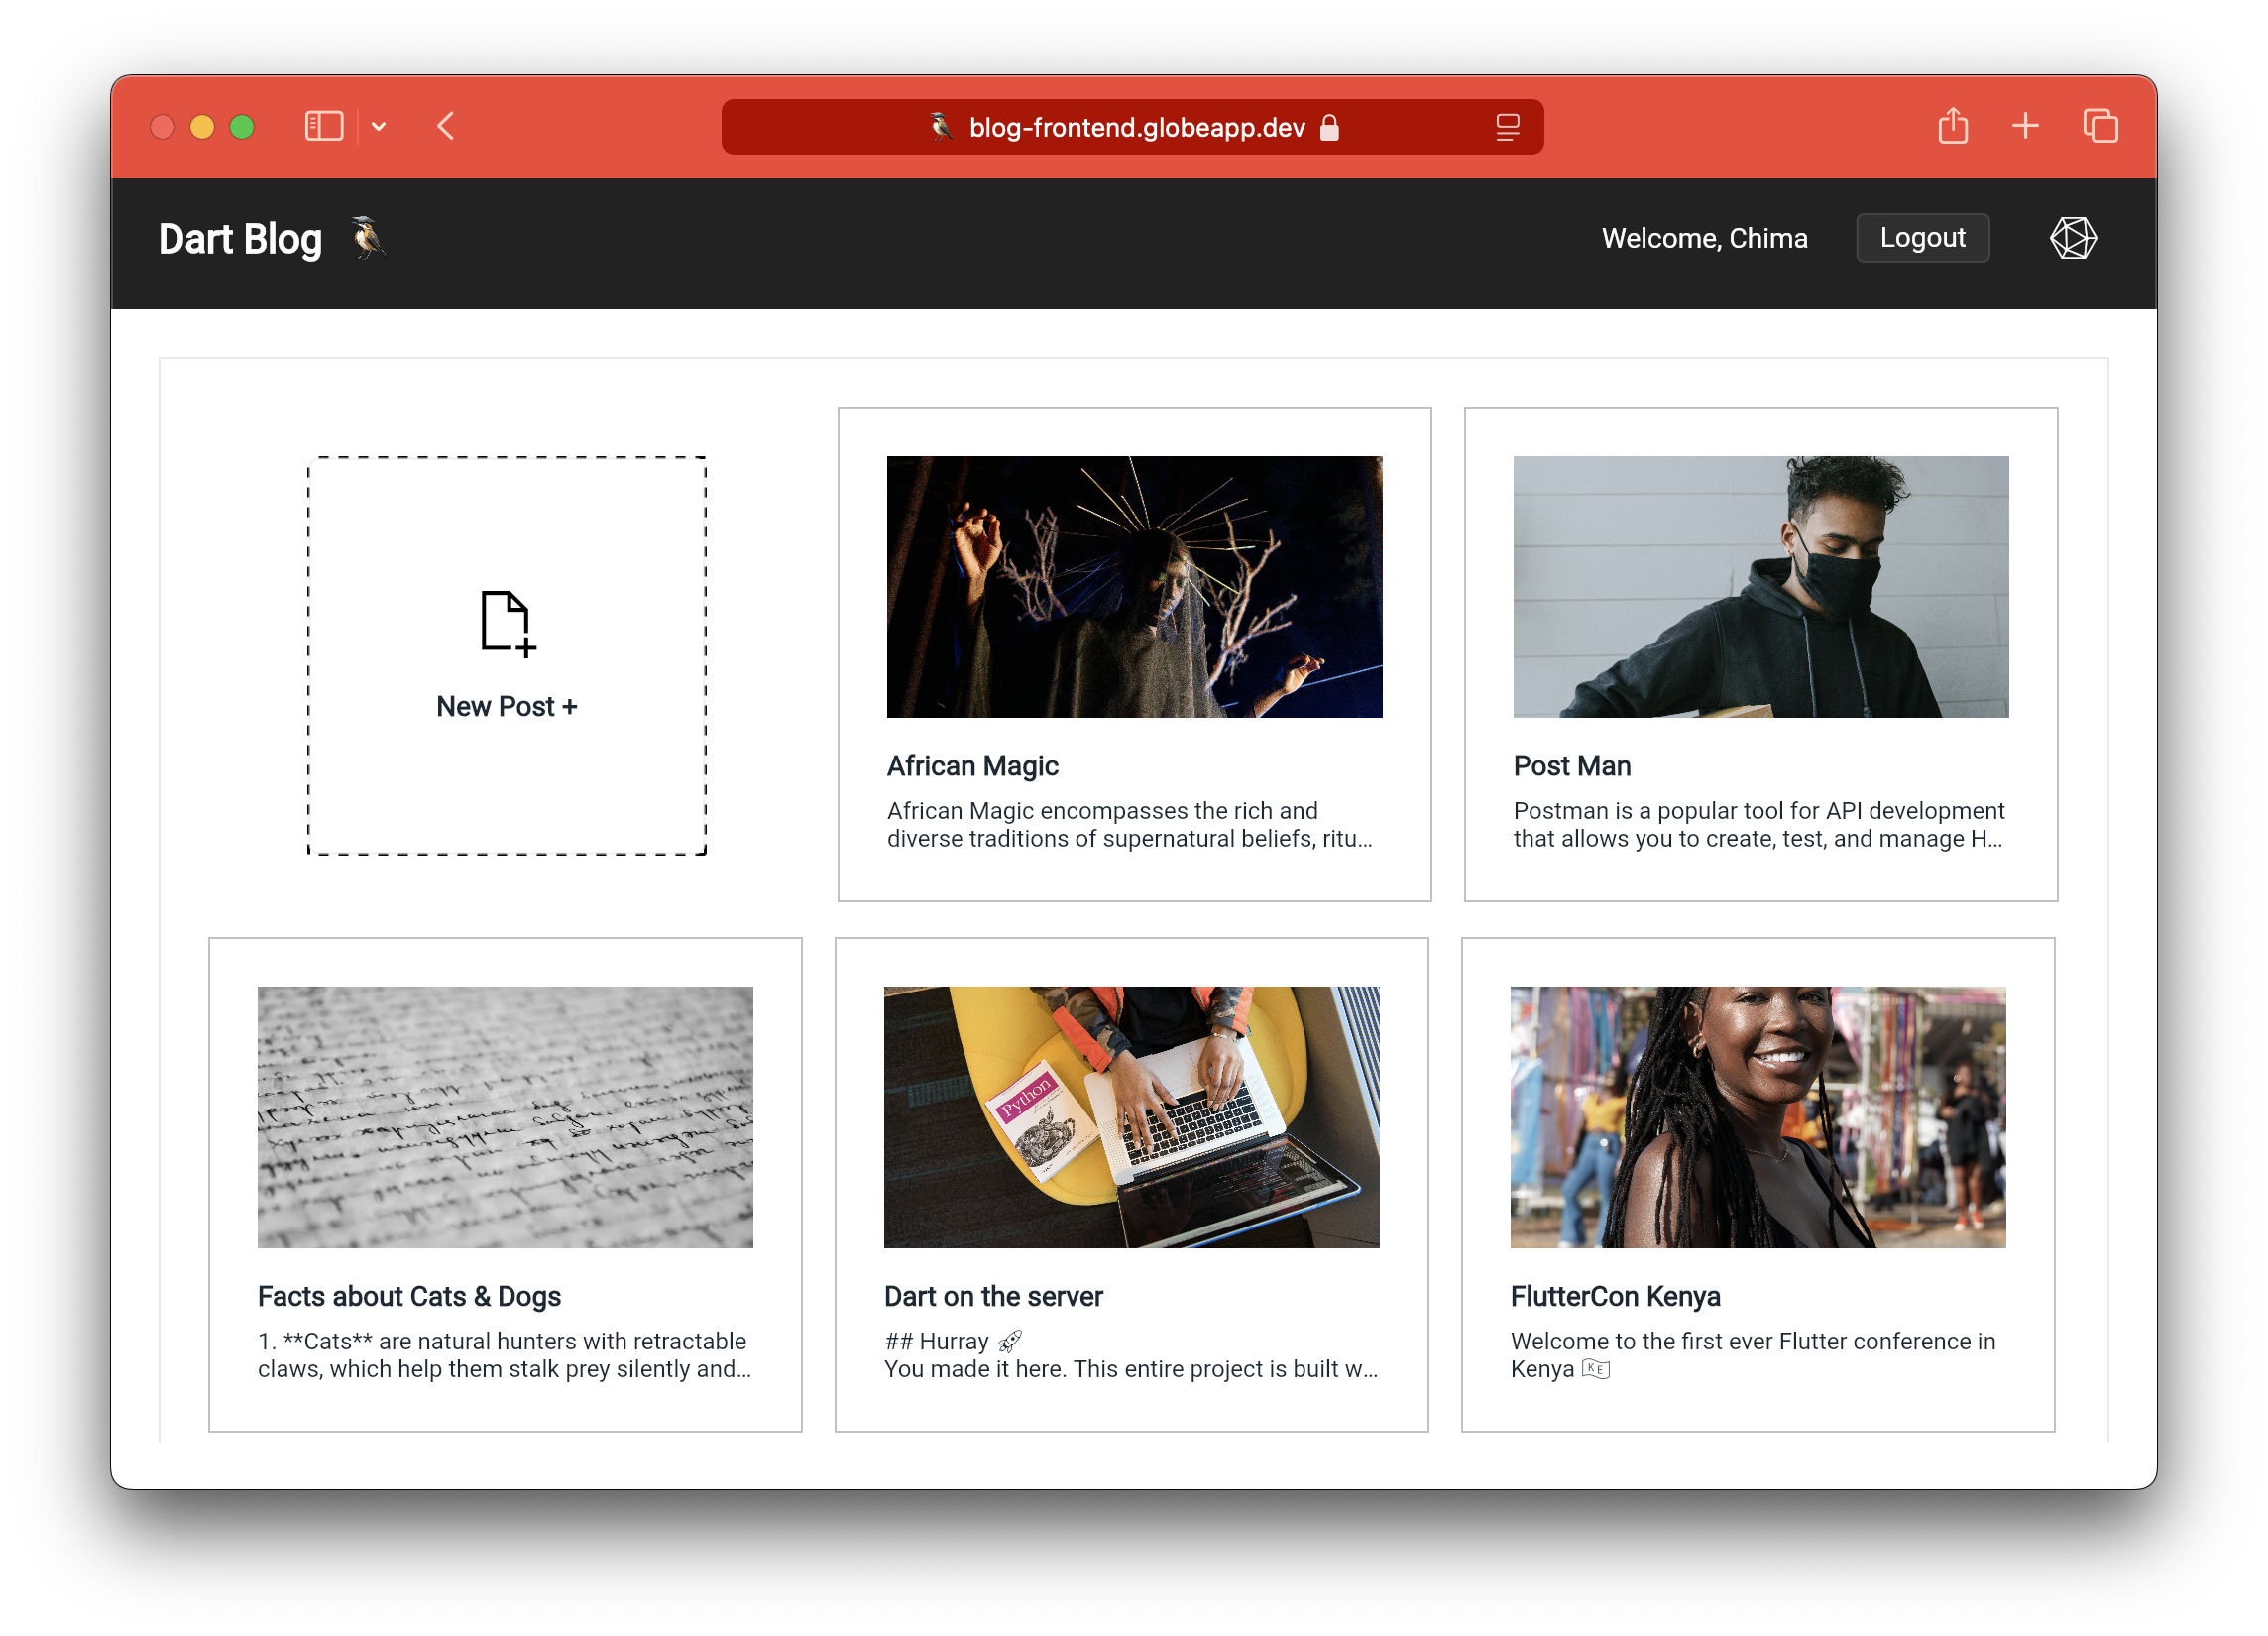 blog-frontend.globeapp.dev
Dart Blog
Welcome, Chima
Logout
New Post +
African Magic
African Magic encompasses the rich and
diverse traditions of supernatural beliefs, ritu...
Post Man
Postman is a popular tool for API development
that allows you to create, test, and manage H...
Facts about Cats & Dogs
1. **Cats** are natural hunters with retractable
claws, which help them stalk prey silently and...
Python
Dart on the server
## Hurray 🚀
You made it here. This entire project is built w...
FlutterCon Kenya
Welcome to the first ever Flutter conference in
Kenya 🇰🇪